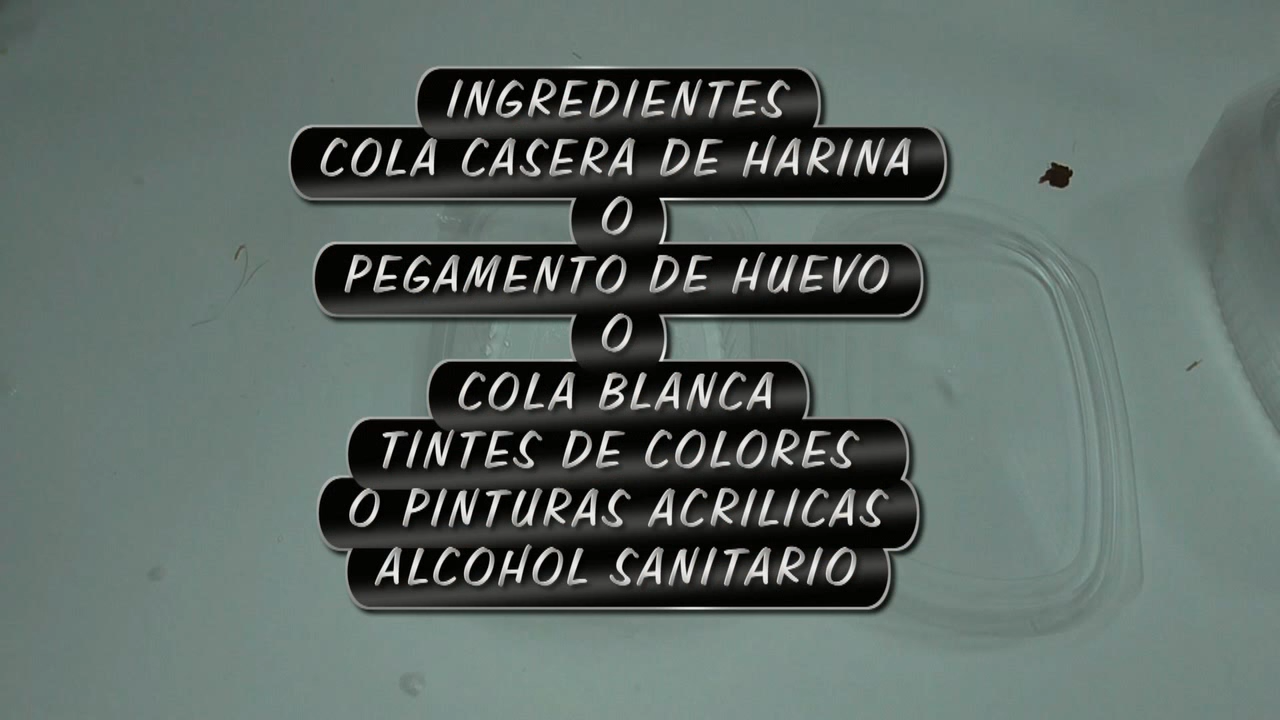 INGREDIENTES
COLA CASERA DE HARINA
O
PEGAMENTO DE HUEVO
O
COLA BLANCA
TINTES DE COLORES
O PINTURAS ACRILICAS
ALCOHOL SANITARIO